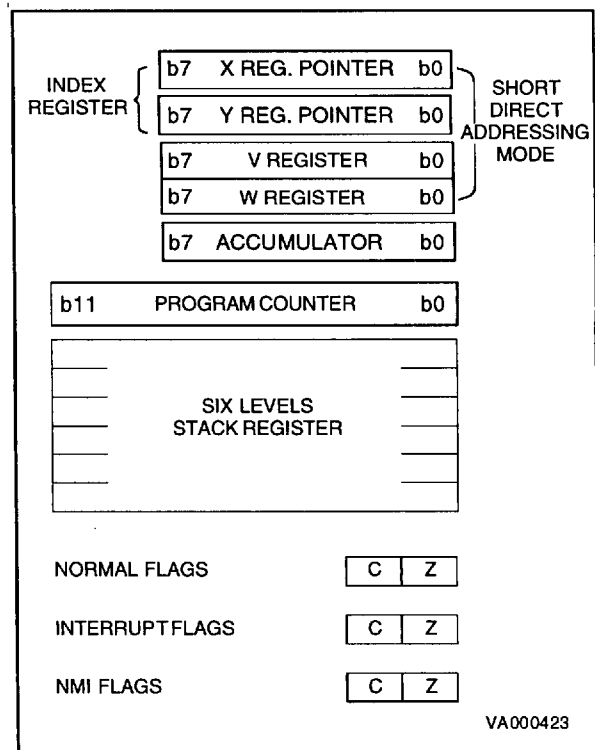 INDEX
REGISTER
b7 X REG. POINTER b0
b7 Y REG. POINTER b0
b7 V REGISTER b0
b7 W REGISTER b0
b7 ACCUMULATOR b0
SHORT
DIRECT
ADDRESSING
MODE
b11 PROGRAM COUNTER b0
SIX LEVELS
STACK REGISTER
NORMAL FLAGS C Z
INTERRUPT FLAGS C Z
NMI FLAGS C Z
VA000423